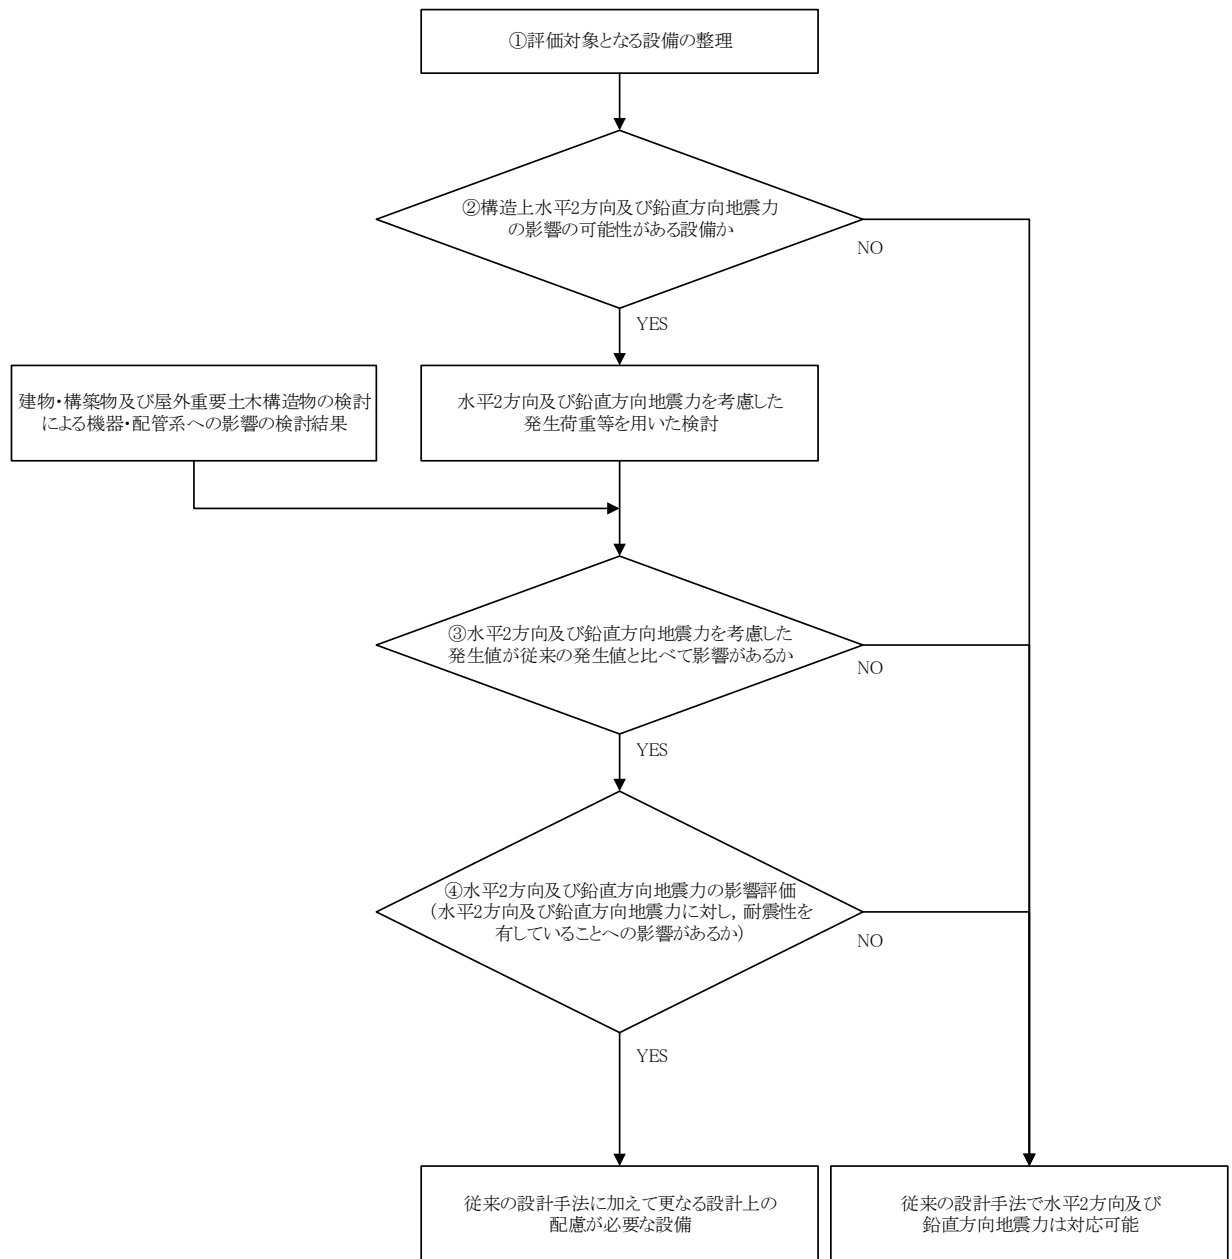 ①評価対象となる設備の整理
②構造上水平2方向及び鉛直方向地震力
の影響の可能性がある設備か
NO
YES
建物・構築物及び屋外重要土木構造物の検討
による機器・配管系への影響の検討結果
水平2方向及び鉛直方向地震力を考慮した
発生荷重等を用いた検討
③水平2方向及び鉛直方向地震力を考慮した
発生値が従来の発生値と比べて影響があるか
NO
YES
④水平2方向及び鉛直方向地震力の影響評価
(水平2方向及び鉛直方向地震力に対し,耐震性を
有していることへの影響があるか)
NO
YES
従来の設計手法に加えて更なる設計上の
配慮が必要な設備
従来の設計手法で水平2方向及び
鉛直方向地震力は対応可能